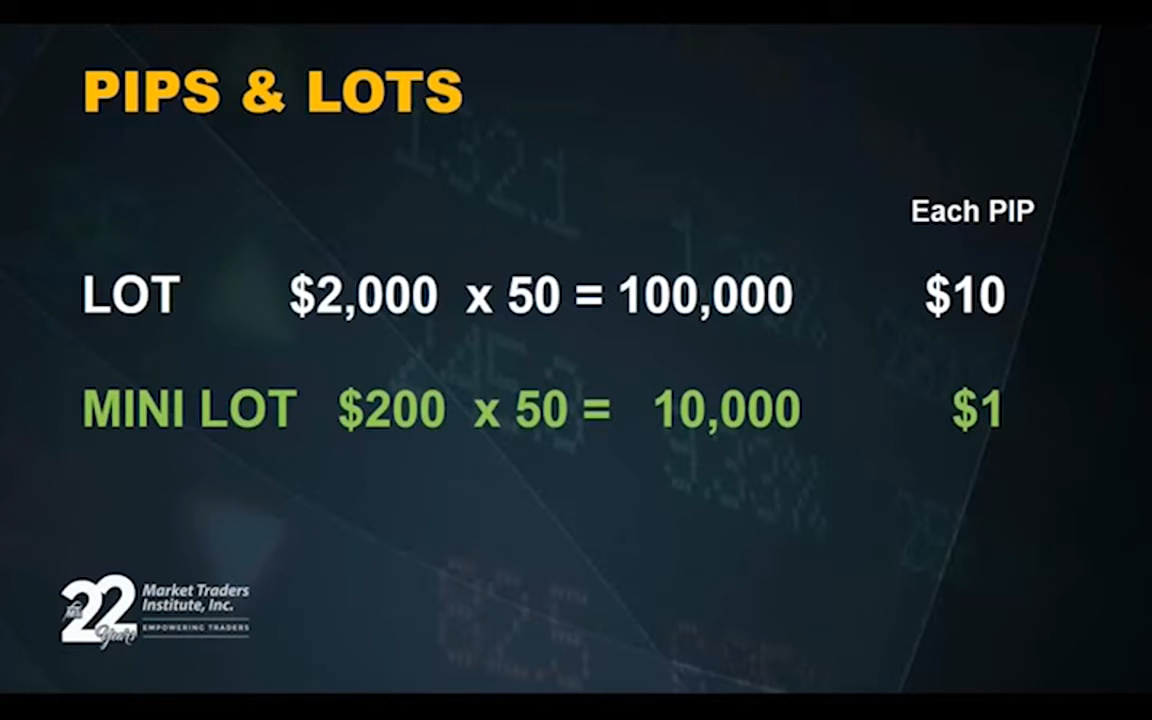 PIPS & LOTS
Each PIP
LOT $2,000 x 50 = 100,000 $10
MINI LOT $200 x 50 = 10,000 $1
22 Years
Market Traders
Institute, Inc.
EMPOWERING TRADERS